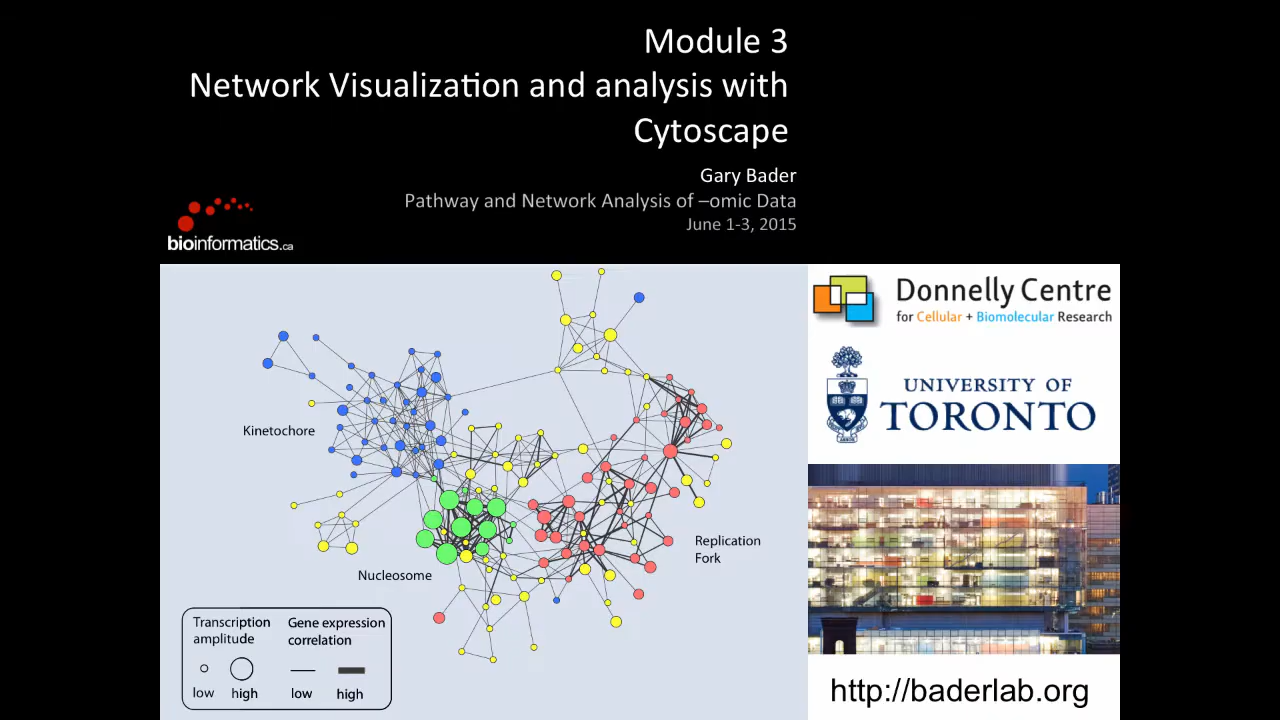 Module 3
Network Visualization and analysis with
Cytoscape
Gary Bader
Pathway and Network Analysis of –omic Data
June 1-3, 2015
bioinformatics.ca
Kinetochore
Nucleosome
Replication
Fork
Transcription
amplitude
low
high
Gene expression
correlation
low
high
Donnelly Centre
for Cellular + Biomolecular Research
UNIVERSITY OF
TORONTO
http://baderlab.org